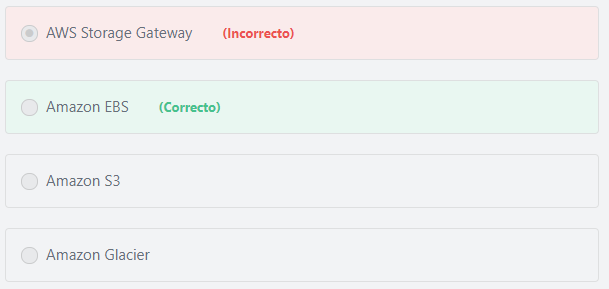 AWS Storage Gateway (Incorrecto)
Amazon EBS (Correcto)
Amazon S3
Amazon Glacier